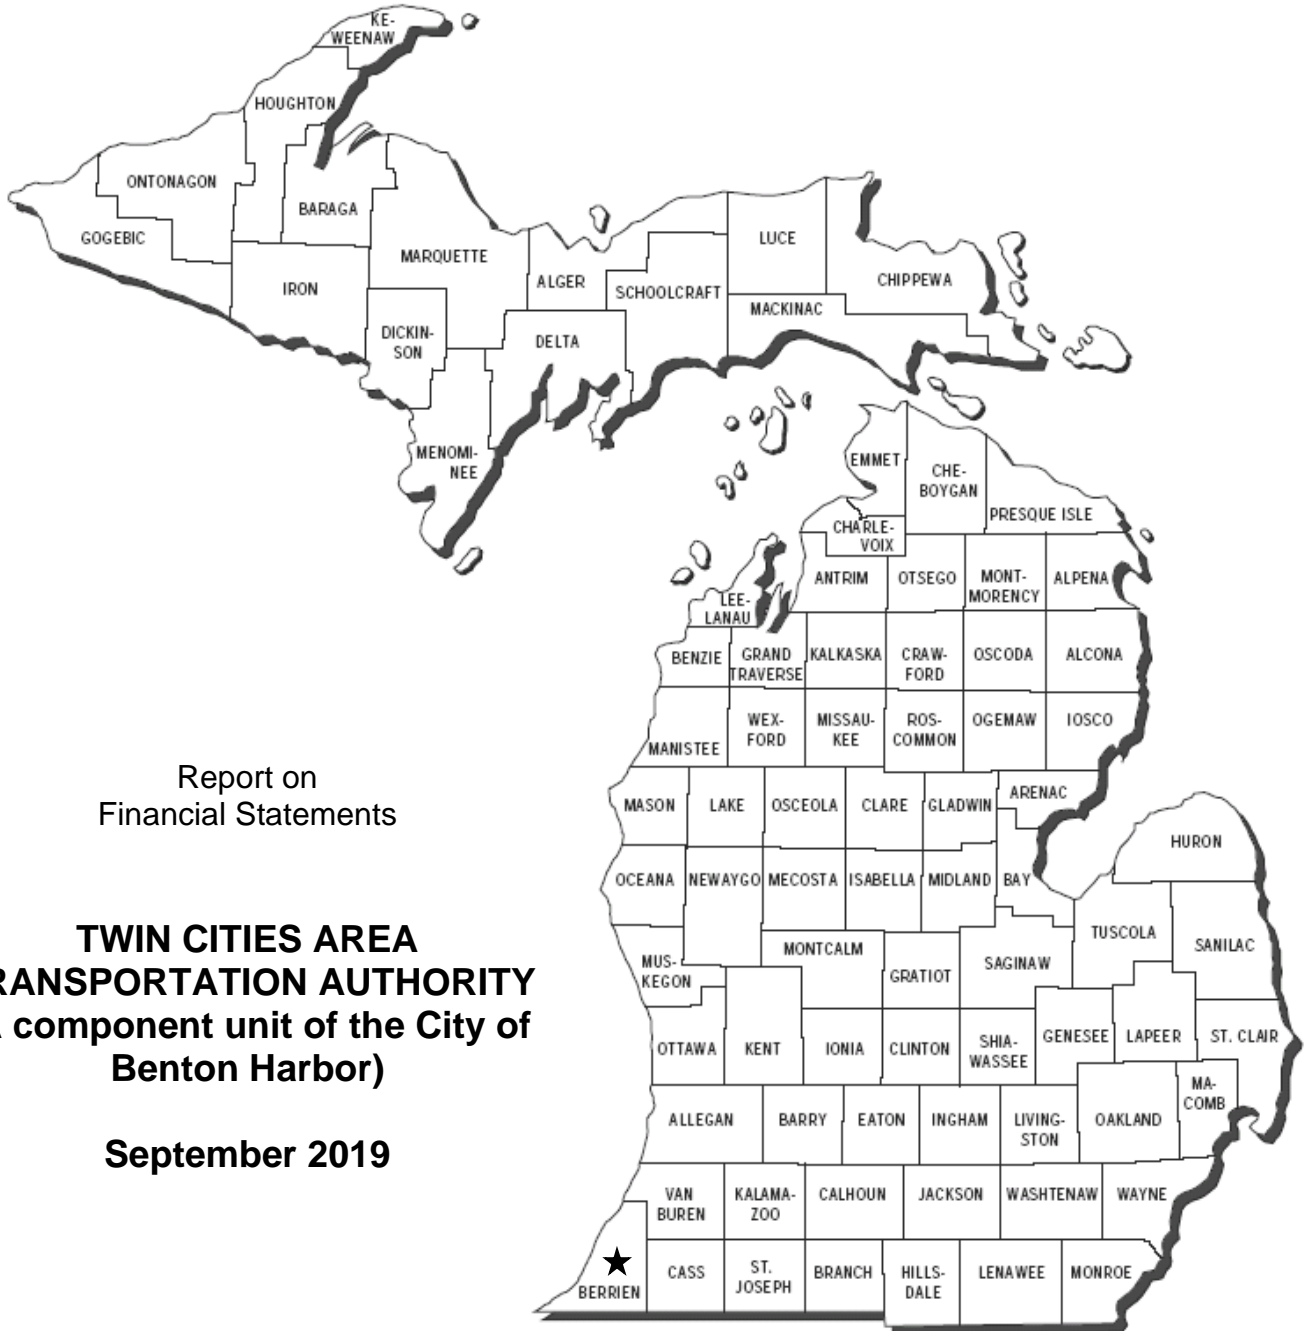 KE-
WEENAW
HOUGHTON
ONTONAGON
BARAGA
GOGEBIC
MARQUETTE
LUCE
ALGER
CHIPPEWA
IRON
SCHOOLCRAFT
MACKINAC
DICKIN-
SON
DELTA
MENOMI-
NEE
EMMET
CHE-
BOYGAN
PRESQUE ISLE
CHARLE-
VOIX
ANTRIM
OTSEGO
MONT-
MORENCY
ALPENA
LEE-
LANAU
BENZIE
GRAND
TRAVERSE
KALKASKA
CRAW-
FORD
OSCODA
ALCONA
MANISTEE
WEX-
FORD
MISSAU-
KEE
ROS-
COMMON
OGEMAW
IOSCO
MASON
LAKE
OSCEOLA
CLARE
GLADWIN
ARENAC
HURON
OCEANA
NEWAYGO
MECOSTA
ISABELLA
MIDLAND
BAY
TUSCOLA
SANILAC
MUS-
KEGON
MONTCALM
GRATIOT
SAGINAW
OTTAWA
KENT
IONIA
CLINTON
SHIA-
WASSEE
GENESEE
LAPEER
ST. CLAIR
ALLEGAN
BARRY
EATON
INGHAM
LIVING-
STON
OAKLAND
MA-
COMB
VAN
BUREN
KALAMA-
ZOO
CALHOUN
JACKSON
WASHTENAW
WAYNE
BERRIEN
CASS
ST.
JOSEPH
BRANCH
HILLS-
DALE
LENAWEE
MONROE
Report on
Financial Statements
TWIN CITIES AREA
RANSPORTATION AUTHORITY
component unit of the City of
Benton Harbor)
September 2019